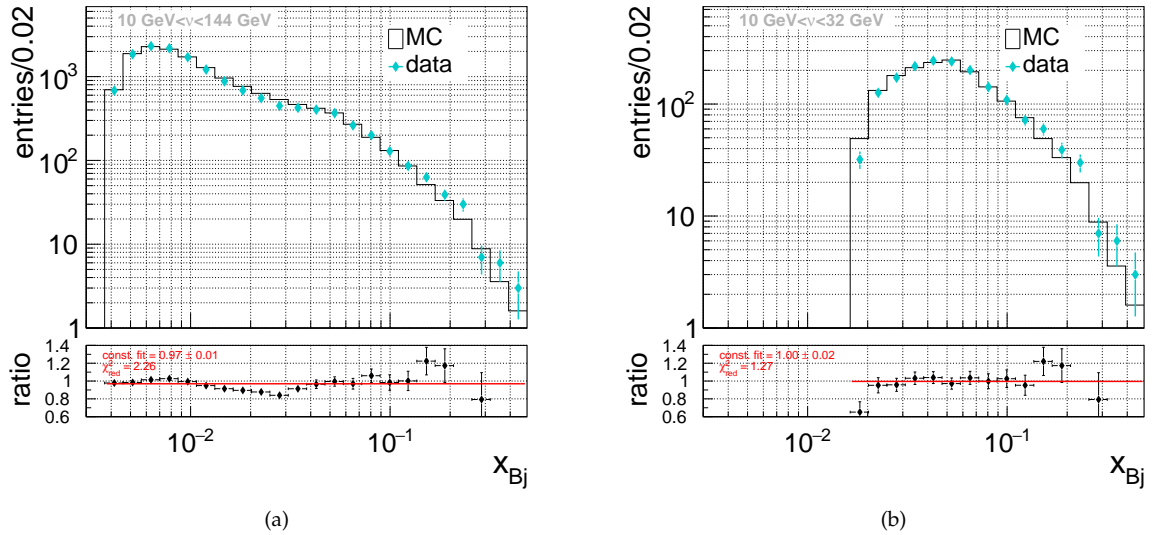 10 GeV<ν<144 GeV
MC
data
entries/0.02
10³
10²
10
1
const. fit = 0.97 ± 0.01
χ²red = 2.26
ratio
1.4
1.2
1
0.8
0.6
10⁻²
10⁻¹
xBj
(a)
10 GeV<ν<32 GeV
MC
data
entries/0.02
10²
10
1
const. fit = 1.00 ± 0.02
χ²red = 1.27
ratio
1.4
1.2
1
0.8
0.6
10⁻²
10⁻¹
xBj
(b)